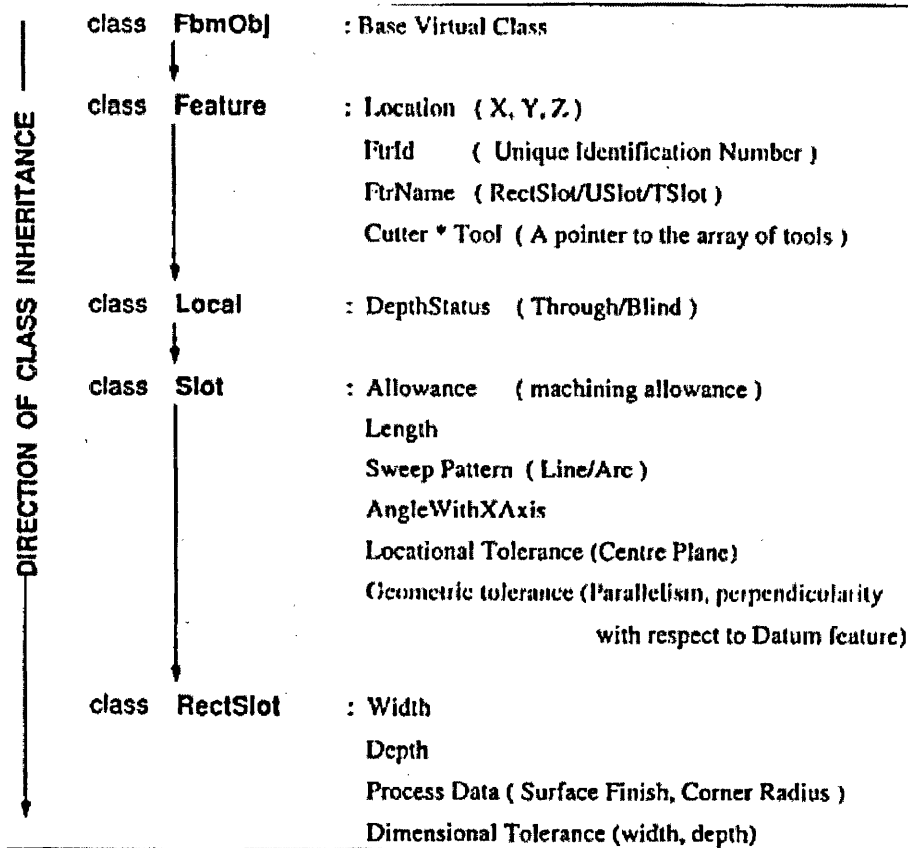 class FbmObj : Base Virtual Class
class Feature : Location ( X, Y, Z )
FtrId ( Unique Identification Number )
FtrName ( RectSlot/USlot/TSlot )
Cutter * Tool ( A pointer to the array of tools )
class Local : DepthStatus ( Through/Blind )
class Slot : Allowance ( machining allowance )
Length
Sweep Pattern ( Line/Arc )
AngleWithXAxis
Locational Tolerance (Centre Plane)
Geometric tolerance (Parallelism, perpendicularity
with respect to Datum feature)
class RectSlot : Width
Depth
Process Data ( Surface Finish, Corner Radius )
Dimensional Tolerance (width, depth)
DIRECTION OF CLASS INHERITANCE